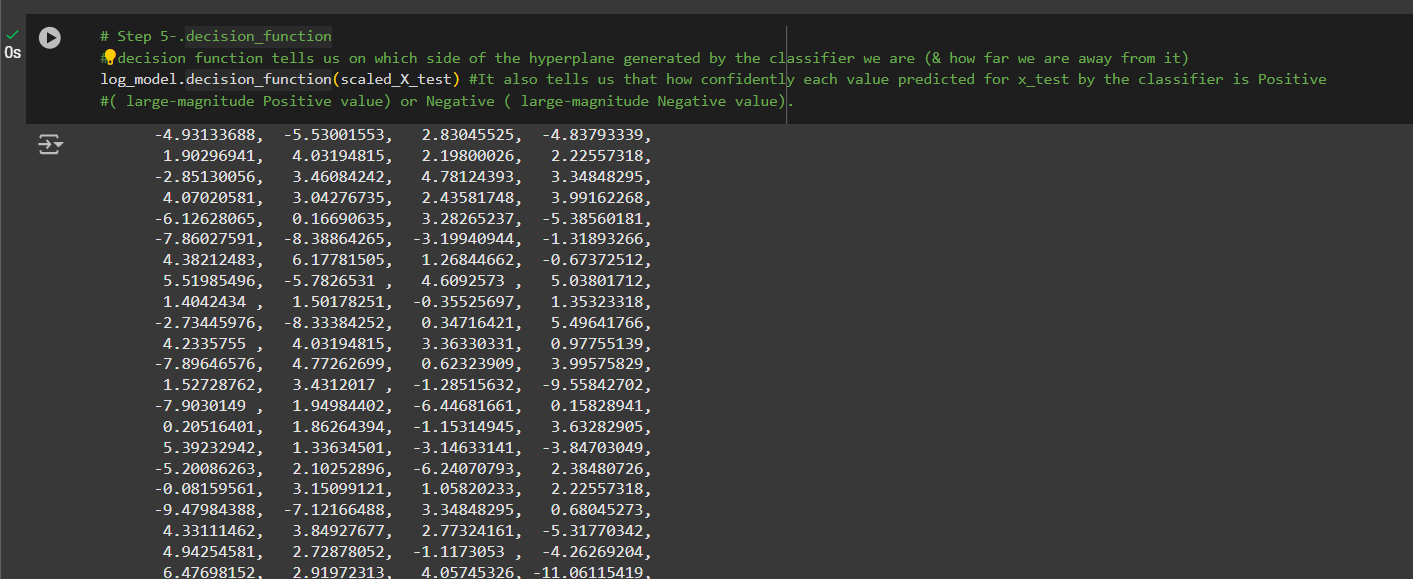 # Step 5-.decision_function
#decision function tells us on which side of the hyperplane generated by the classifier we are (& how far we are away from it)
0s
log_model.decision_function(scaled_X_test) #It also tells us that how confidently each value predicted for x_test by the classifier is Positive
#( large-magnitude Positive value) or Negative ( large-magnitude Negative value).
-4.93133688, -5.53001553, 2.83045525, -4.83793339,
1.90296941, 4.03194815, 2.19800026, 2.22557318,
-2.85130056, 3.46084242, 4.78124393, 3.34848295,
4.07020581, 3.04276735, 2.43581748, 3.99162268,
-6.12628065, 0.16690635, 3.28265237, -5.38560181,
-7.86027591, -8.38864265, -3.19940944, -1.31893266,
4.38212483, 6.17781505, 1.26844662, -0.67372512,
5.51985496, -5.7826531 , 4.6092573 , 5.03801712,
1.4042434 , 1.50178251, -0.35525697, 1.35323318,
-2.73445976, -8.33384252, 0.34716421, 5.49641766,
4.2335755 , 4.03194815, 3.36330331, 0.97755139,
-7.89646576, 4.77262699, 0.62323909, 3.99575829,
1.52728762, 3.4312017 , -1.28515632, -9.55842702,
-7.9030149 , 1.94984402, -6.44681661, 0.15828941,
0.20516401, 1.86264394, -1.15314945, 3.63282905,
5.39232942, 1.33634501, -3.14633141, -3.84703049,
-5.20086263, 2.10252896, -6.24070793, 2.38480726,
-0.08159561, 3.15099121, 1.05820233, 2.22557318,
-9.47984388, -7.12166488, 3.34848295, 0.68045273,
4.33111462, 3.84927677, 2.77324161, -5.31770342,
4.94254581, 2.72878052, -1.1173053 , -4.26269204,
6.47698152, 2.91972313, 4.05745326, -11.06115419,